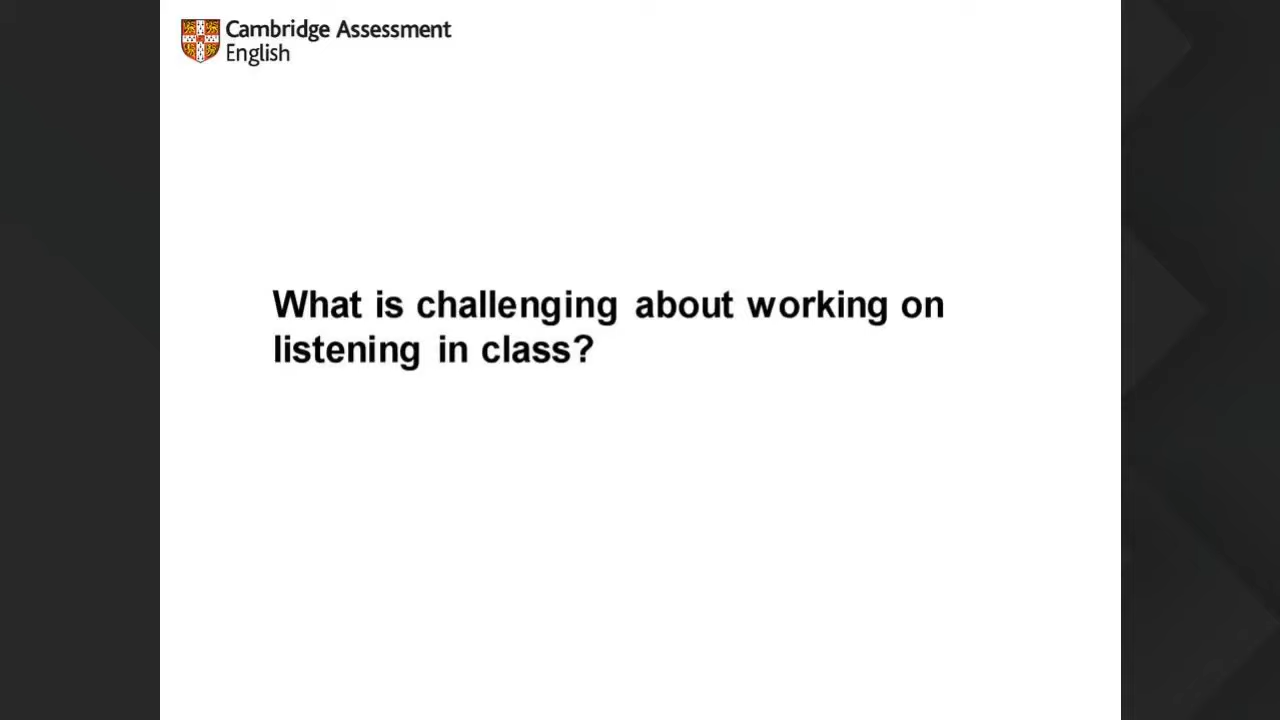 Cambridge Assessment
English
What is challenging about working on
listening in class?